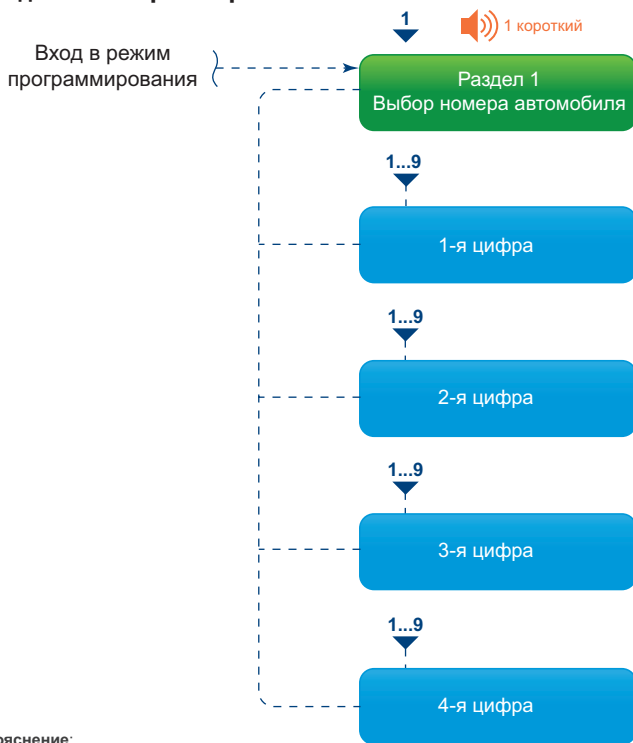 1
1 короткий
Вход в режим
программирования
Раздел 1
Выбор номера автомобиля
1...9
1-я цифра
1...9
2-я цифра
1...9
3-я цифра
1...9
4-я цифра